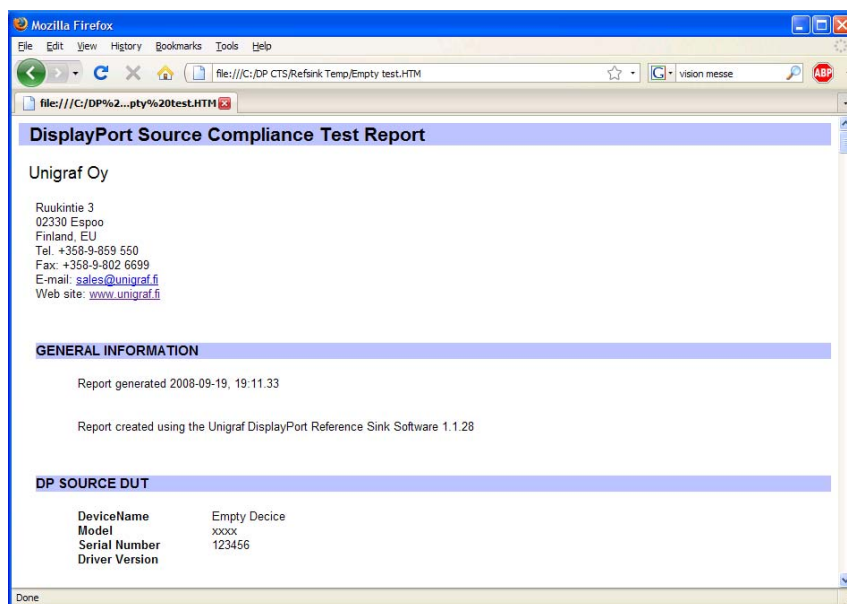 Mozilla Firefox
File Edit View History Bookmarks Tools Help
file:///C:/DP CTS/Refsink Temp/Empty test.HTM
G vision messe
ABP
file:///C:/DP%2...pty%20test.HTM
DisplayPort Source Compliance Test Report
Unigraf Oy
Ruukintie 3
02330 Espoo
Finland, EU
Tel. +358-9-859 550
Fax: +358-9-802 6699
E-mail: sales@unigraf.fi
Web site: www.unigraf.fi
GENERAL INFORMATION
Report generated 2008-09-19, 19:11.33
Report created using the Unigraf DisplayPort Reference Sink Software 1.1.28
DP SOURCE DUT
DeviceName Empty Decice
Model xxxx
Serial Number 123456
Driver Version
Done